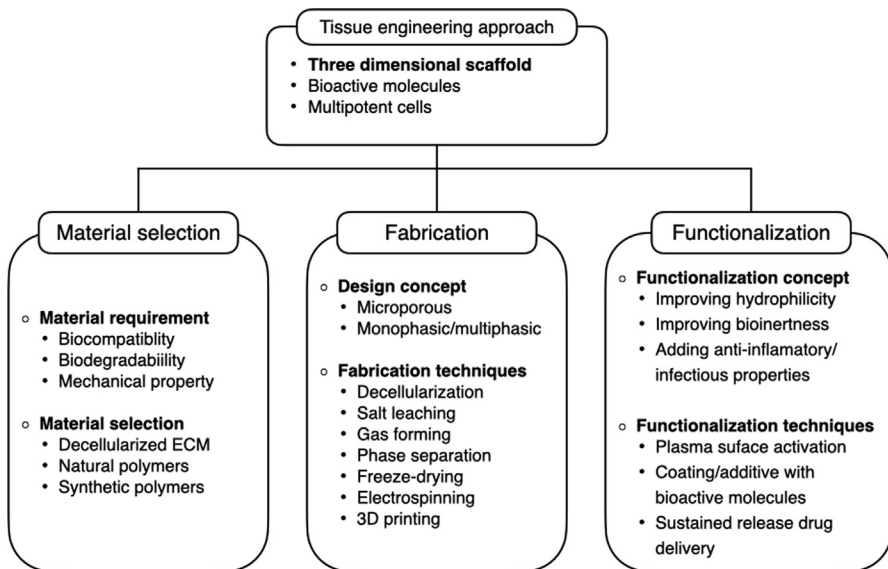 Tissue engineering approach
• Three dimensional scaffold
• Bioactive molecules
• Multipotent cells
Material selection
○ Material requirement
• Biocompatiblity
• Biodegradabiility
• Mechanical property
○ Material selection
• Decellularized ECM
• Natural polymers
• Synthetic polymers
Fabrication
○ Design concept
• Microporous
• Monophasic/multiphasic
○ Fabrication techniques
• Decellularization
• Salt leaching
• Gas forming
• Phase separation
• Freeze-drying
• Electrospinning
• 3D printing
Functionalization
○ Functionalization concept
• Improving hydrophilicity
• Improving bioinertness
• Adding anti-inflamatory/
infectious properties
○ Functionalization techniques
• Plasma suface activation
• Coating/additive with
bioactive molecules
• Sustained release drug
delivery